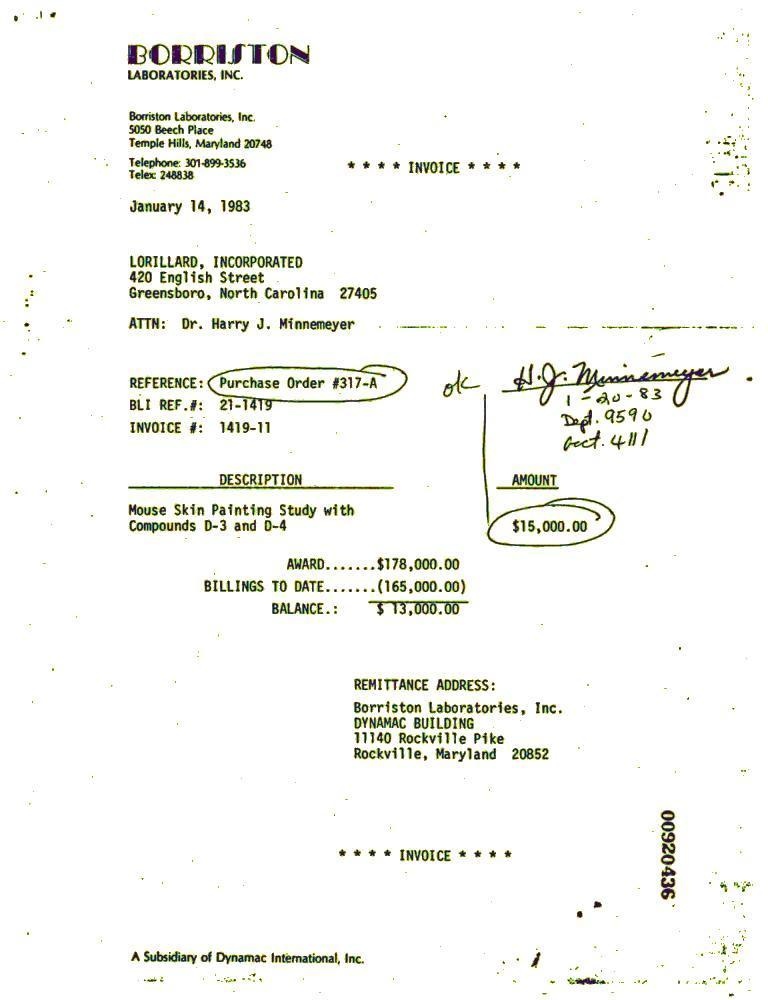 BORRISTON
LABORATORIES, INC.
Borriston Laboratories, Inc.
5050 Beech Place
Temple Hills, Maryland 20748
Telephone: 301-899-3536
Telex: 248838
* * * * INVOICE * * * *
January 14, 1983
LORILLARD, INCORPORATED
420 English Street
Greensboro, North Carolina 27405
ATTN: Dr. Harry J. Minnemeyer
REFERENCE: Purchase Order #317-A
ok H.J. Minnemeyer
1-20-83
BLI REF.#: 21-1419
Dept. 9590
INVOICE #: 1419-11
Acct. 4111
DESCRIPTION AMOUNT
Mouse Skin Painting Study with
Compounds D-3 and D-4 $15,000.00
AWARD.......$178,000.00
BILLINGS TO DATE.......(165,000.00)
BALANCE.: $ 13,000.00
REMITTANCE ADDRESS:
Borriston Laboratories, Inc.
DYNAMAC BUILDING
11140 Rockville Pike
Rockville, Maryland 20852
00920436
* * * * INVOICE * * * *
A Subsidiary of Dynamac International, Inc.